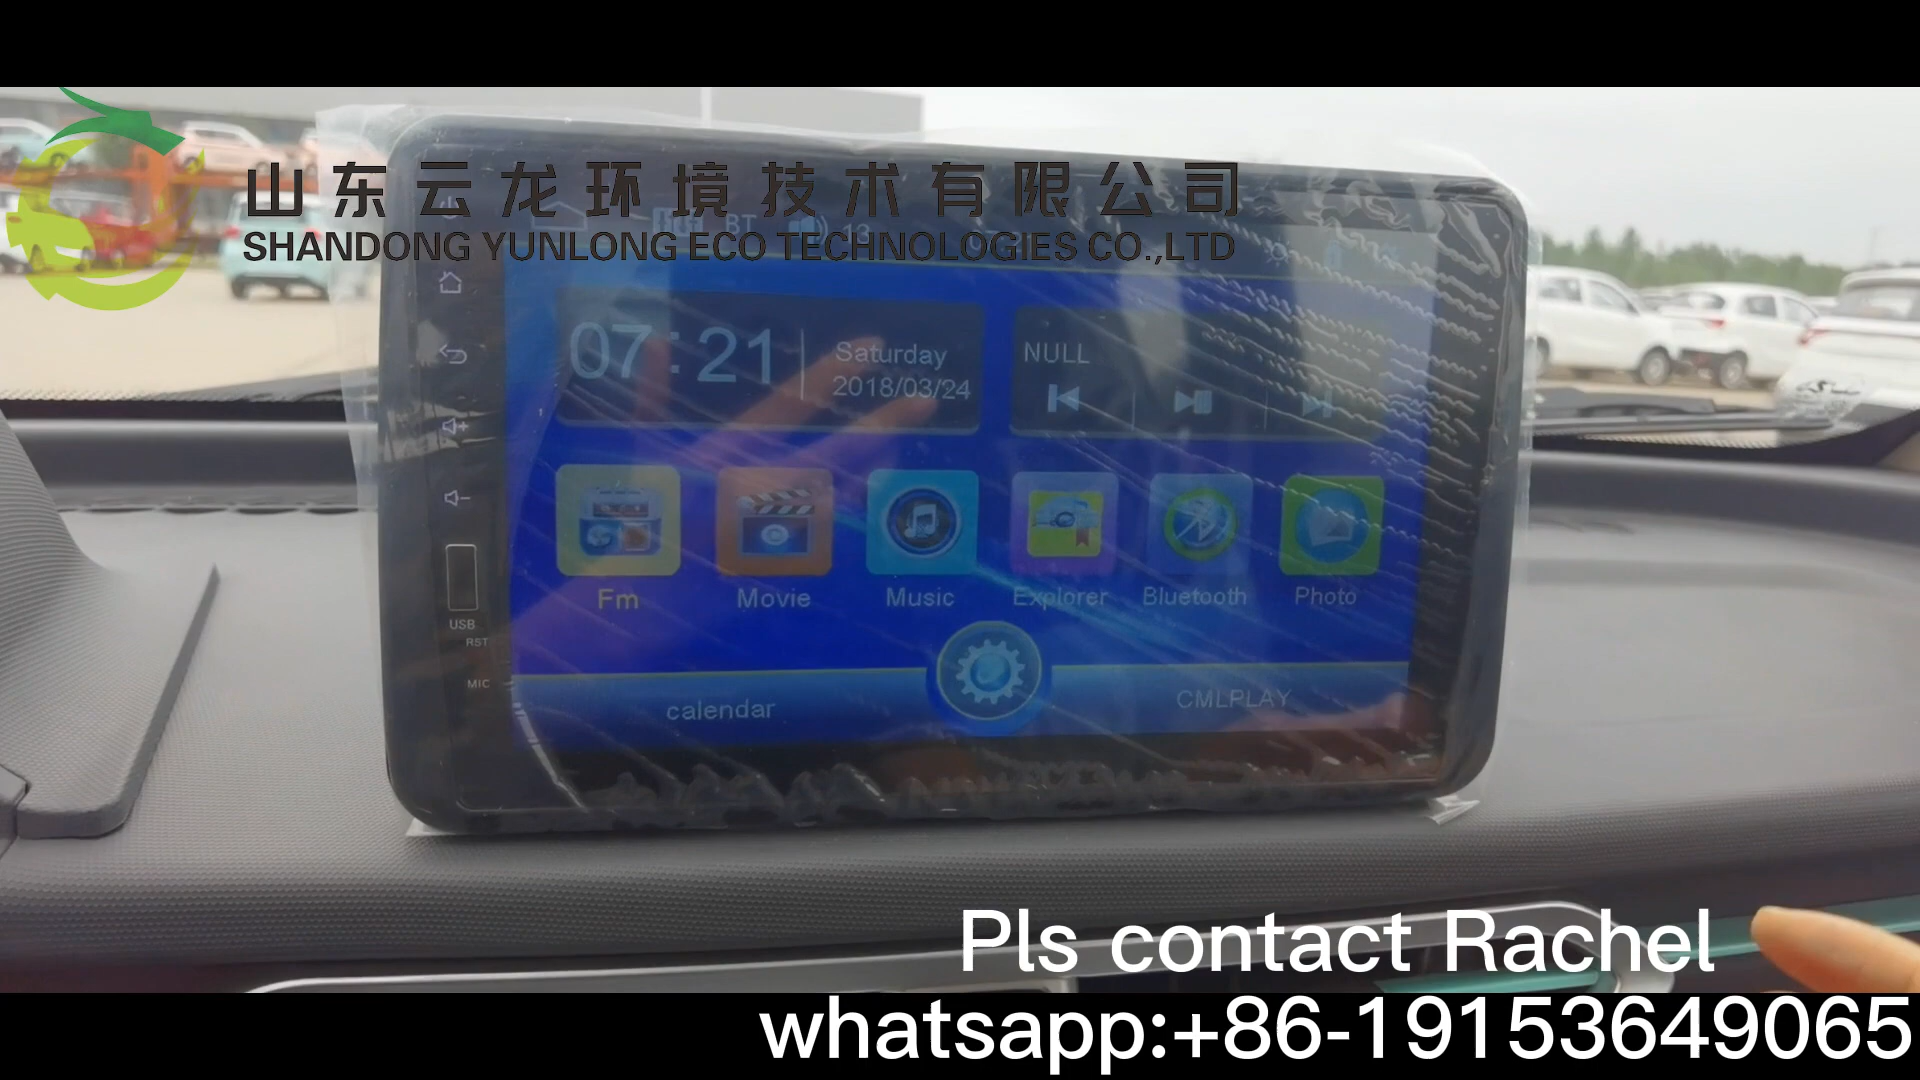 山东云龙环境技术有限公司
SHANDONG YUNLONG ECO TECHNOLOGIES CO.,LTD
BT
13
07:21
Saturday
2018/03/24
NULL
Fm
Movie
Music
Explorer
Bluetooth
Photo
calendar
CMLPLAY
USB
RST
MIC
Pls contact Rachel
whatsapp:+86-19153649065